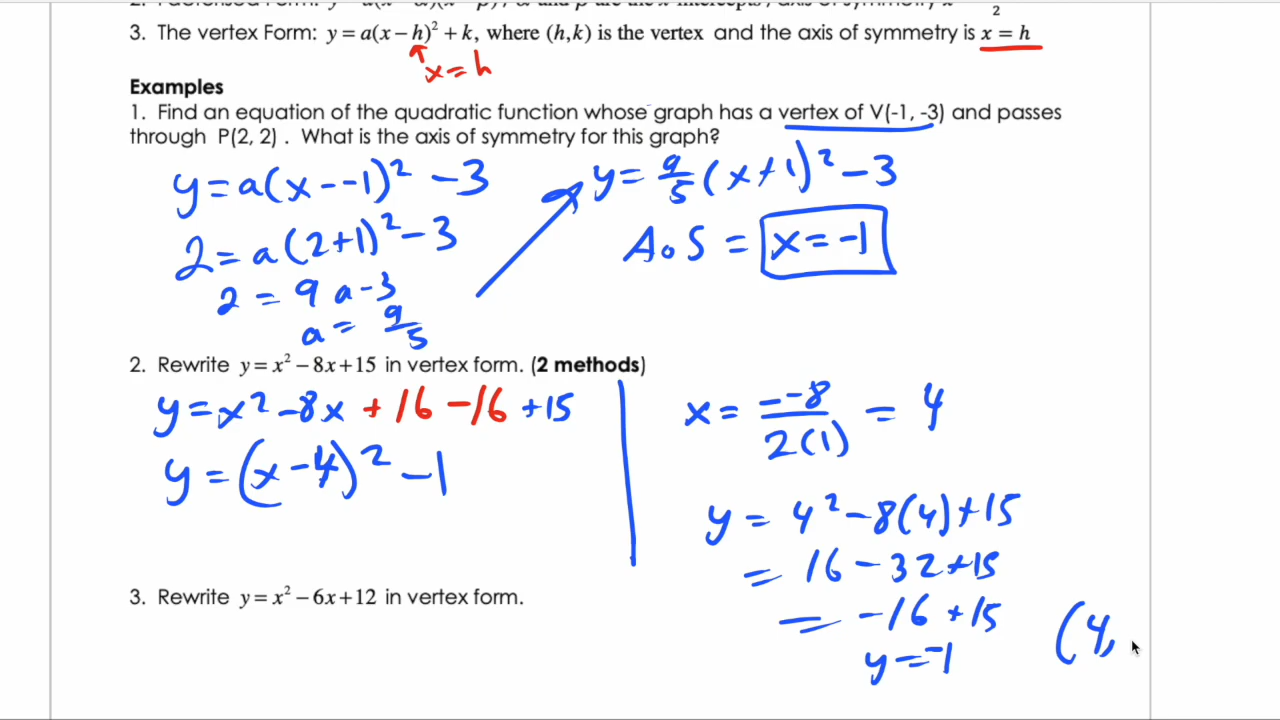 3. The vertex Form: y = a(x − h)² + k, where (h,k) is the vertex and the axis of symmetry is x = h
2
x = h
Examples
1. Find an equation of the quadratic function whose graph has a vertex of V(-1, -3) and passes
through P(2, 2) . What is the axis of symmetry for this graph?
y = a(x - -1)² - 3
2 = a(2+1)² - 3
2 = 9a - 3
a = 9/5
y = 9/5 (x+1)² - 3
AoS = x = -1
2. Rewrite y = x² − 8x + 15 in vertex form. (2 methods)
y = x² - 8x + 16 - 16 + 15
y = (x - 4)² - 1
x = - -8 / 2(1) = 4
y = 4² - 8(4) + 15
= 16 - 32 + 15
= -16 + 15
y = -1
(4,
3. Rewrite y = x² − 6x + 12 in vertex form.